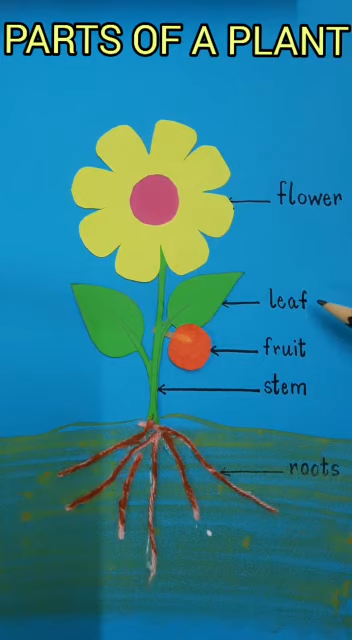 PARTS OF A PLANT
flower
leaf
fruit
stem
roots